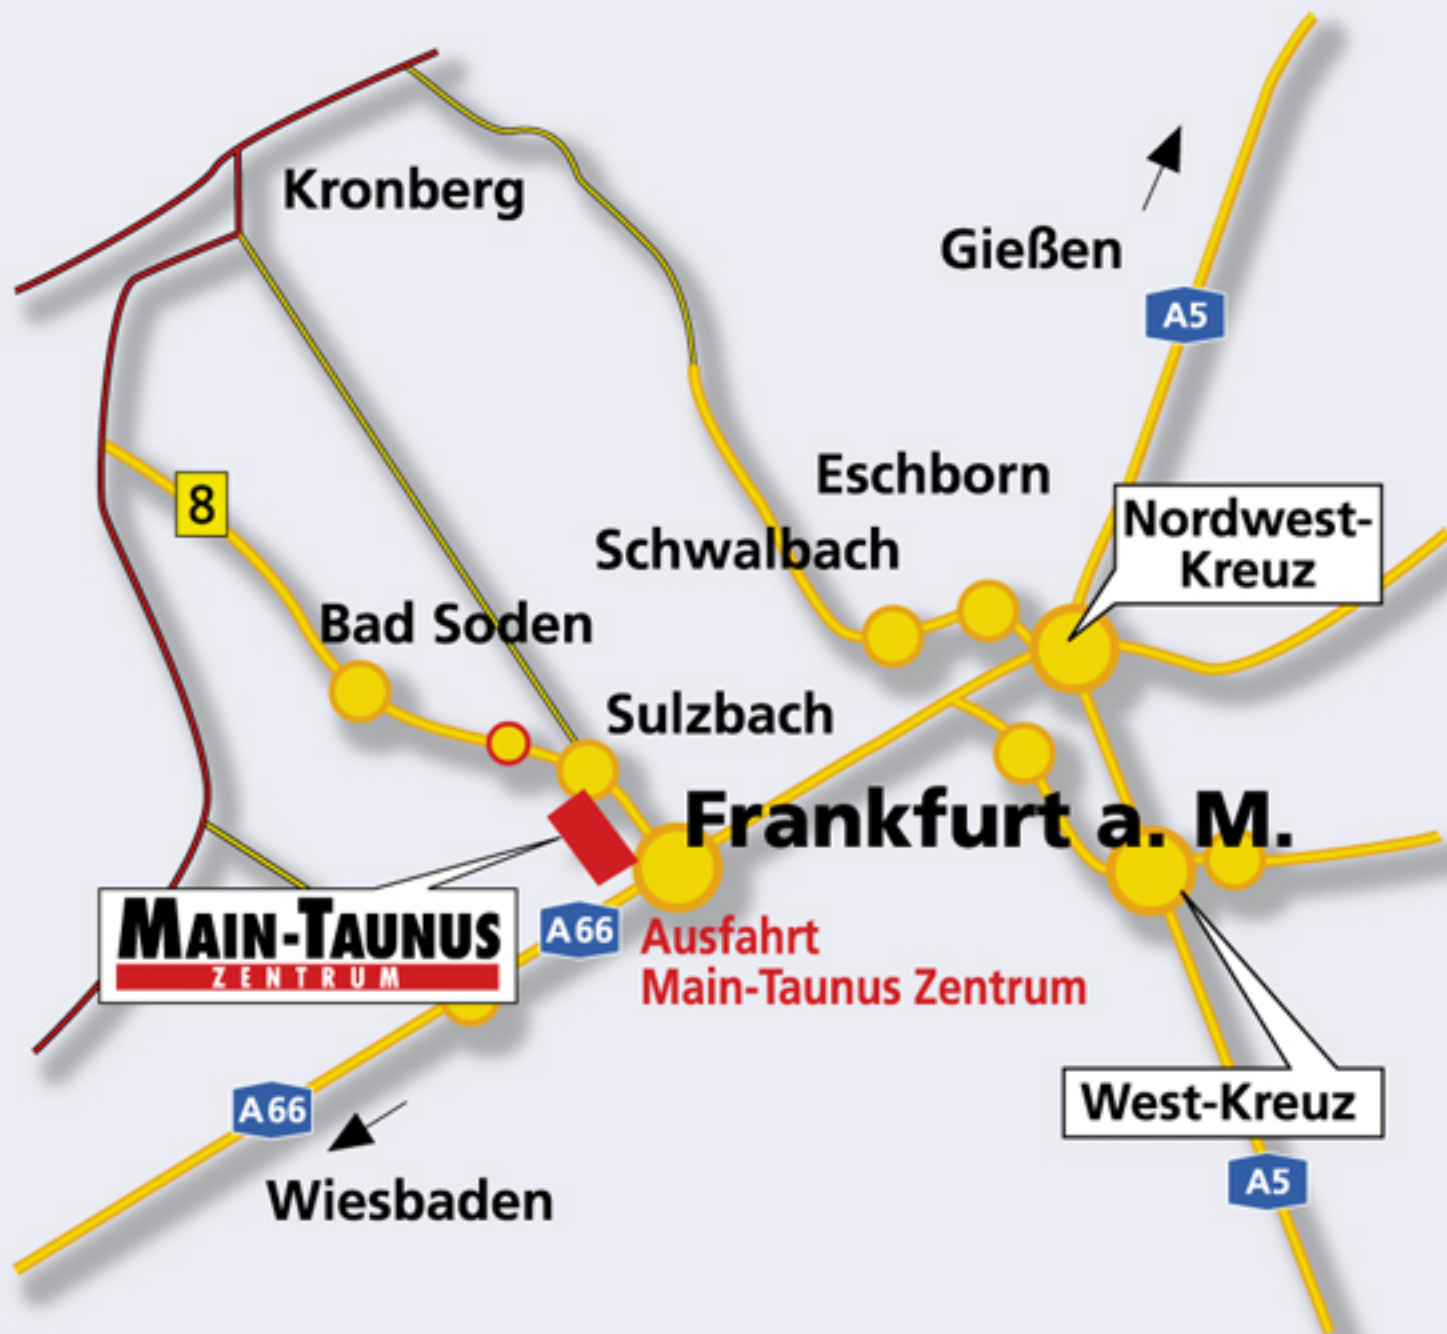 Kronberg
Gießen
A5
Eschborn
8
Nordwest-
Kreuz
Schwalbach
Bad Soden
Sulzbach
Frankfurt a. M.
MAIN-TAUNUS
ZENTRUM
A66
Ausfahrt
Main-Taunus Zentrum
A66
West-Kreuz
A5
Wiesbaden